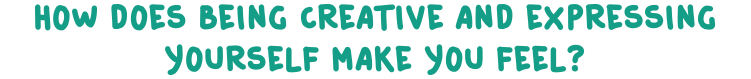 HOW DOES BEING CREATIVE AND EXPRESSING
YOURSELF MAKE YOU FEEL?